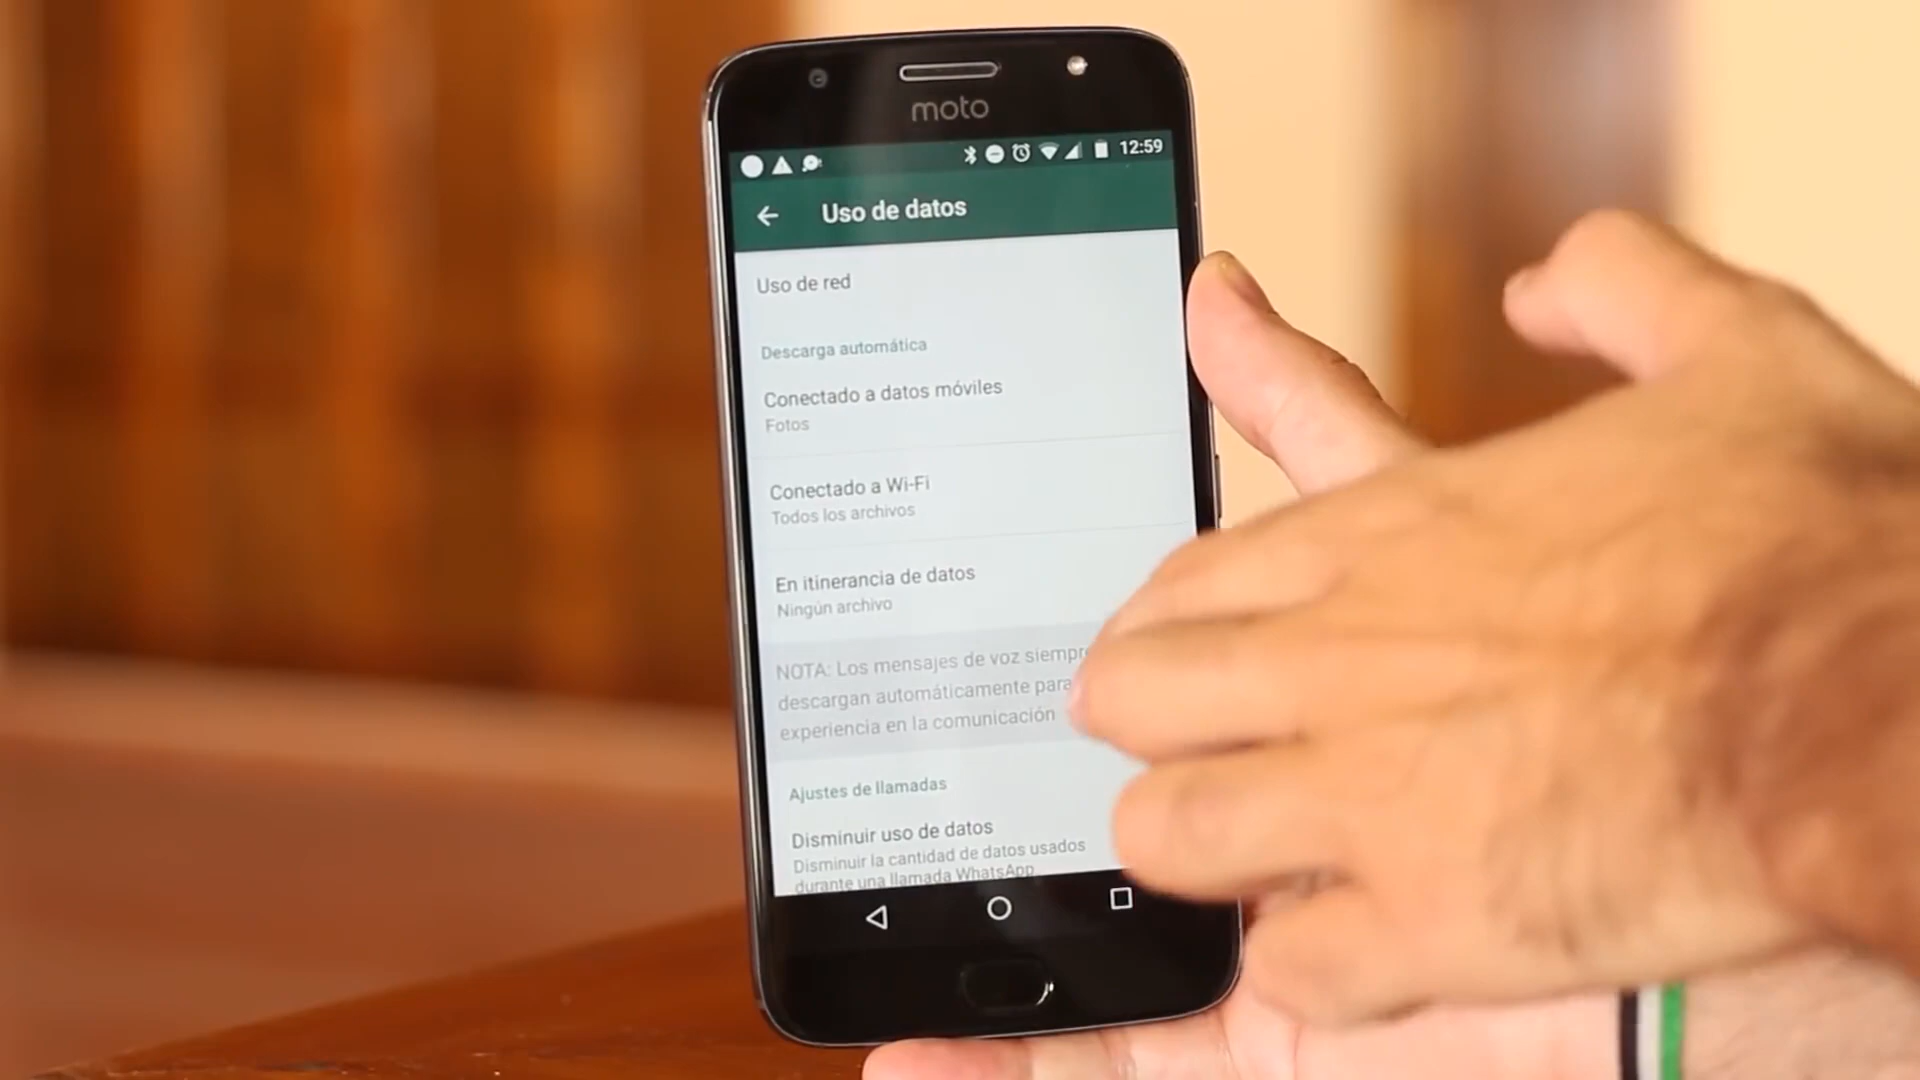 moto
12:59
Uso de datos
Uso de red
Descarga automática
Conectado a datos móviles
Fotos
Conectado a Wi-Fi
Todos los archivos
En itinerancia de datos
Ningún archivo
NOTA: Los mensajes de voz siempre
descargan automáticamente para
experiencia en la comunicación
Ajustes de llamadas
Disminuir uso de datos
Disminuir la cantidad de datos usados
durante una llamada WhatsApp